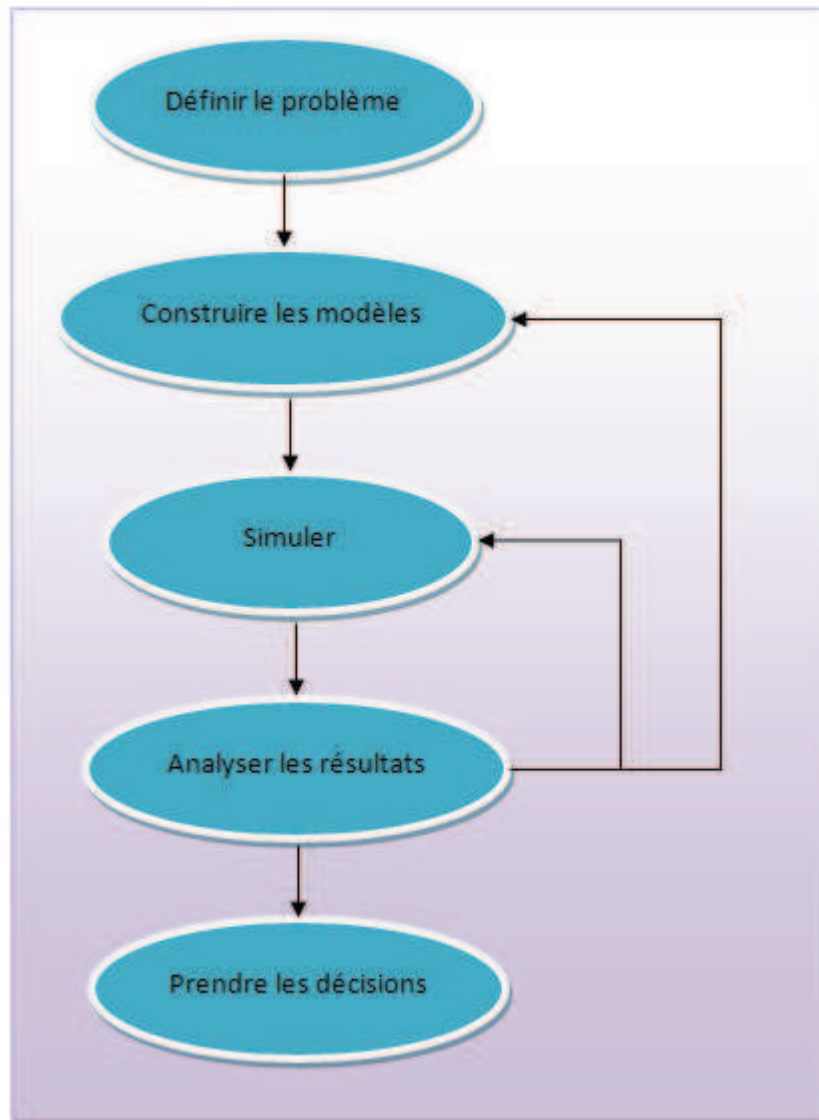 Définir le problème
Construire les modèles
Simuler
Analyser les résultats
Prendre les décisions